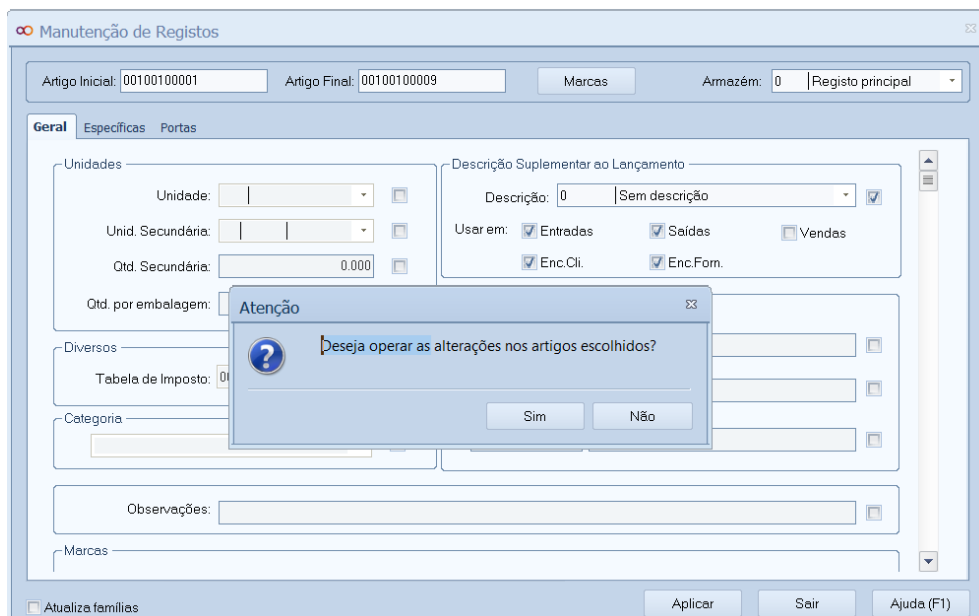 Manutenção de Registos
Artigo Inicial: 00100100001 Artigo Final: 00100100009 Marcas Armazém: 0 Registo principal
Geral Específicas Portas
Unidades
Unidade:
Unid. Secundária:
Qtd. Secundária: 0.000
Qtd. por embalagem:
Descrição Suplementar ao Lançamento
Descrição: 0 Sem descrição
Usar em: Entradas Saídas Vendas
Enc.Cli. Enc.Forn.
Diversos
Tabela de Imposto:
Categoria
Atenção
Deseja operar as alterações nos artigos escolhidos?
Sim Não
Observações:
Marcas
Atualiza famílias
Aplicar Sair Ajuda (F1)